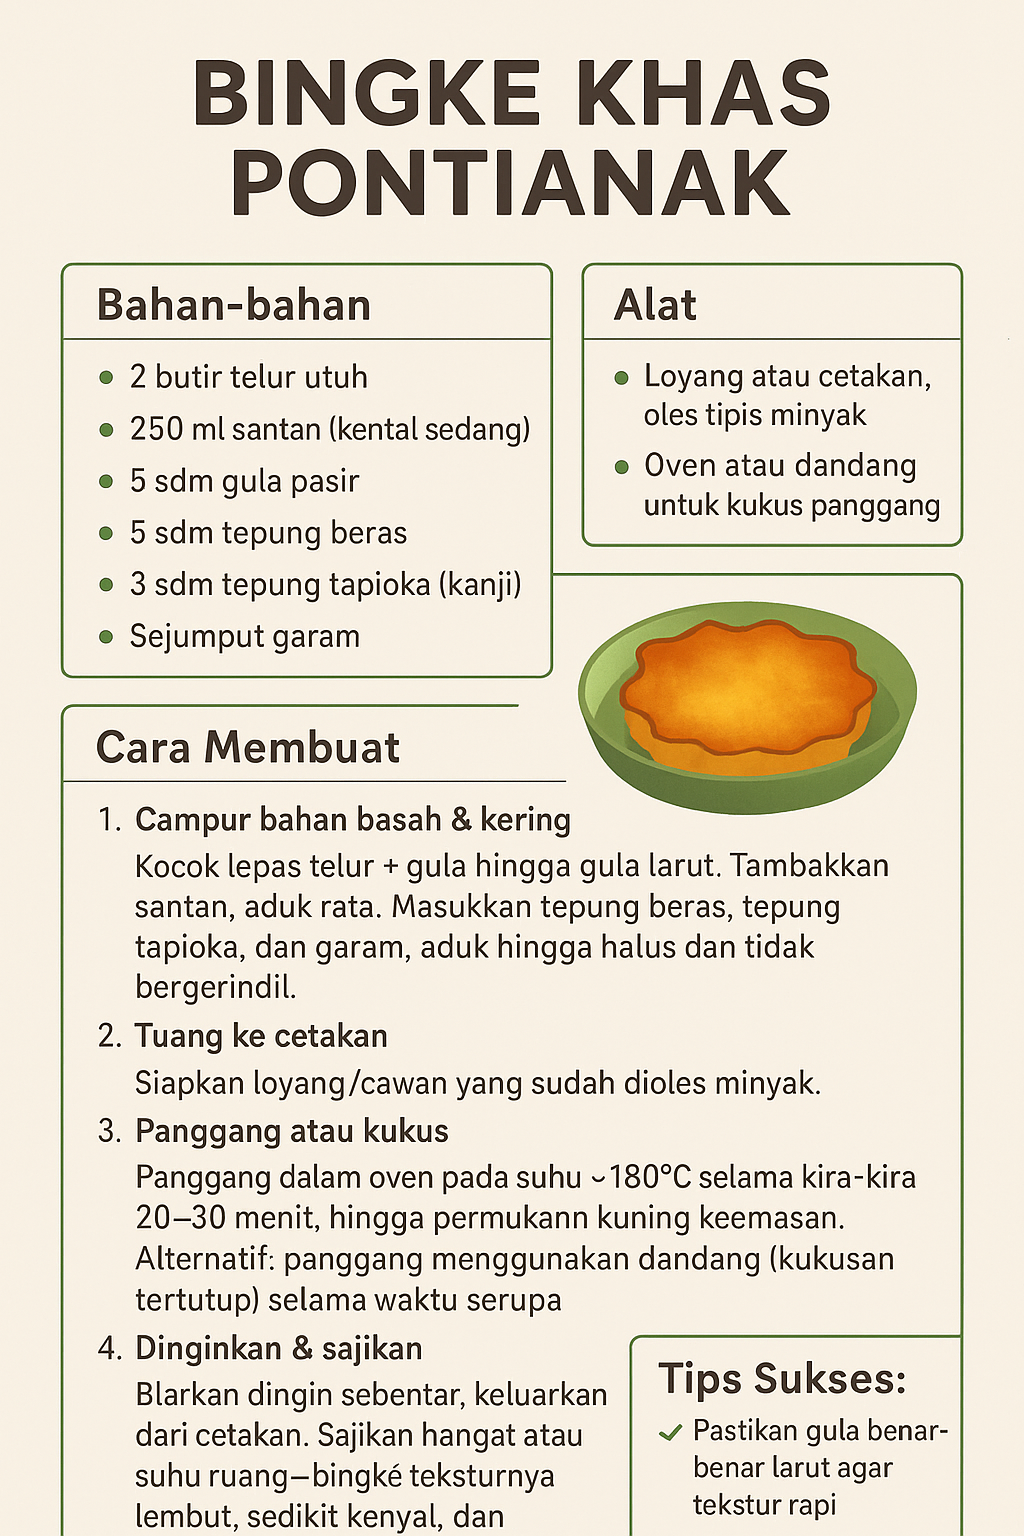 BINGKE KHAS
PONTIANAK
Bahan-bahan
• 2 butir telur utuh
• 250 ml santan (kental sedang)
• 5 sdm gula pasir
• 5 sdm tepung beras
• 3 sdm tepung tapioka (kanji)
• Sejumput garam
Alat
• Loyang atau cetakan,
oles tipis minyak
• Oven atau dandang
untuk kukus panggang
Cara Membuat
1. Campur bahan basah & kering
Kocok lepas telur + gula hingga gula larut. Tambakkan
santan, aduk rata. Masukkan tepung beras, tepung
tapioka, dan garam, aduk hingga halus dan tidak
bergerindil.
2. Tuang ke cetakan
Siapkan loyang/cawan yang sudah dioles minyak.
3. Panggang atau kukus
Panggang dalam oven pada suhu ~180°C selama kira-kira
20–30 menit, hingga permukann kuning keemasan.
Alternatif: panggang menggunakan dandang (kukusan
tertutup) selama waktu serupa
4. Dinginkan & sajikan
Blarkan dingin sebentar, keluarkan
dari cetakan. Sajikan hangat atau
suhu ruang—bingké teksturnya
lembut, sedikit kenyal, dan
Tips Sukses:
✓ Pastikan gula benar-
benar larut agar
tekstur rapi